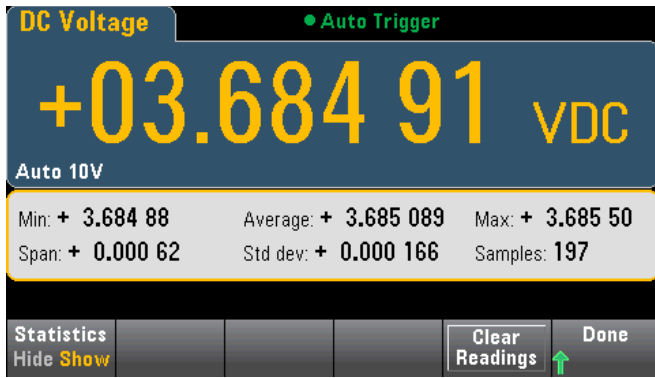 DC Voltage
Auto Trigger
+03.684 91 VDC
Auto 10V
Min: + 3.684 88 Average: + 3.685 089 Max: + 3.685 50
Span: + 0.000 62 Std dev: + 0.000 166 Samples: 197
Statistics
Hide Show
Clear
Readings
Done